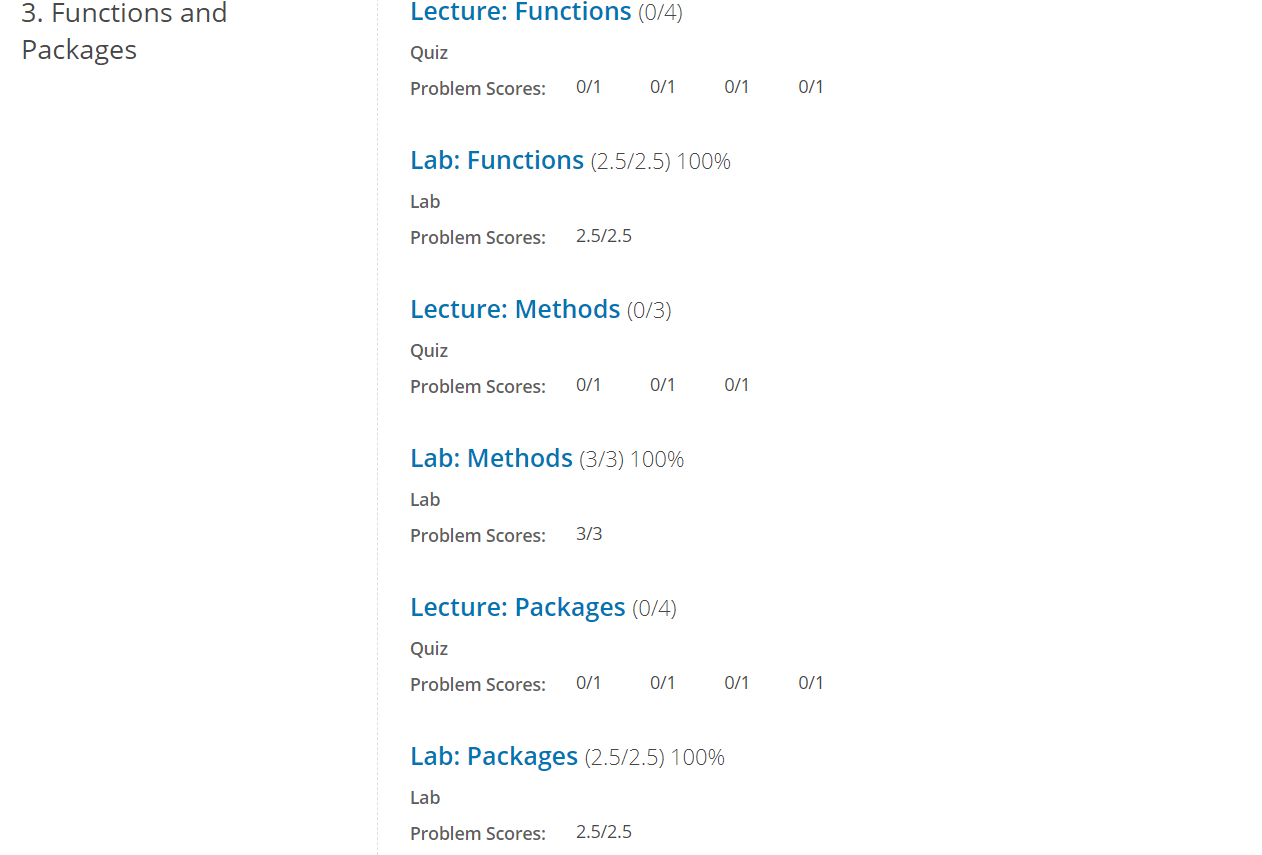 3. Functions and
Packages
Lecture: Functions (0/4)
Quiz
Problem Scores: 0/1 0/1 0/1 0/1
Lab: Functions (2.5/2.5) 100%
Lab
Problem Scores: 2.5/2.5
Lecture: Methods (0/3)
Quiz
Problem Scores: 0/1 0/1 0/1
Lab: Methods (3/3) 100%
Lab
Problem Scores: 3/3
Lecture: Packages (0/4)
Quiz
Problem Scores: 0/1 0/1 0/1 0/1
Lab: Packages (2.5/2.5) 100%
Lab
Problem Scores: 2.5/2.5